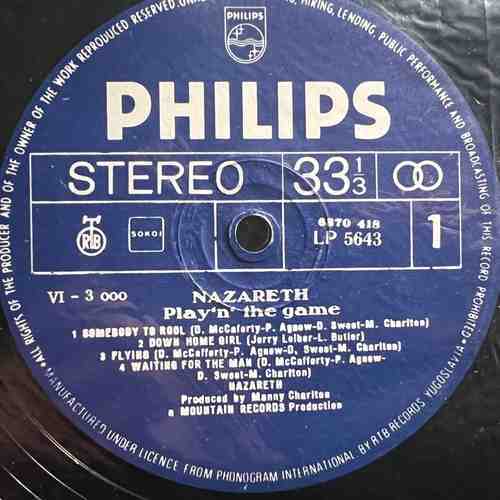 ALL RIGHTS OF THE PRODUCER AND OF THE OWNER OF THE WORK REPRODUCED RESERVED. HIRING, LENDING, PUBLIC PERFORMANCE AND BROADCASTING OF THIS RECORD PROHIBITED
PHILIPS
PHILIPS
STEREO
33 1/3
RTB
SOKOJ
6370 418
LP 5643
1
VI - 3 000
NAZARETH
Play'n' the game
1 SOMEBODY TO ROOL (D. McCafferty-P. Agnew-D. Sweet-M. Charlton)
2 DOWN HOME GIRL (Jerry Leiber-L. Butler)
3 FLYING (D. McCafferty-P. Agnew-D. Sweet-M. Charlton)
4 WAITING FOR THE MAN (D. McCafferty-P. Agnew-
D. Sweet-M. Charlton)
NAZARETH
Produced by Manny Charlton
a MOUNTAIN RECORDS Production
MANUFACTURED UNDER LICENCE FROM PHONOGRAM INTERNATIONAL BY RTB RECORDS YUGOSLAVIA